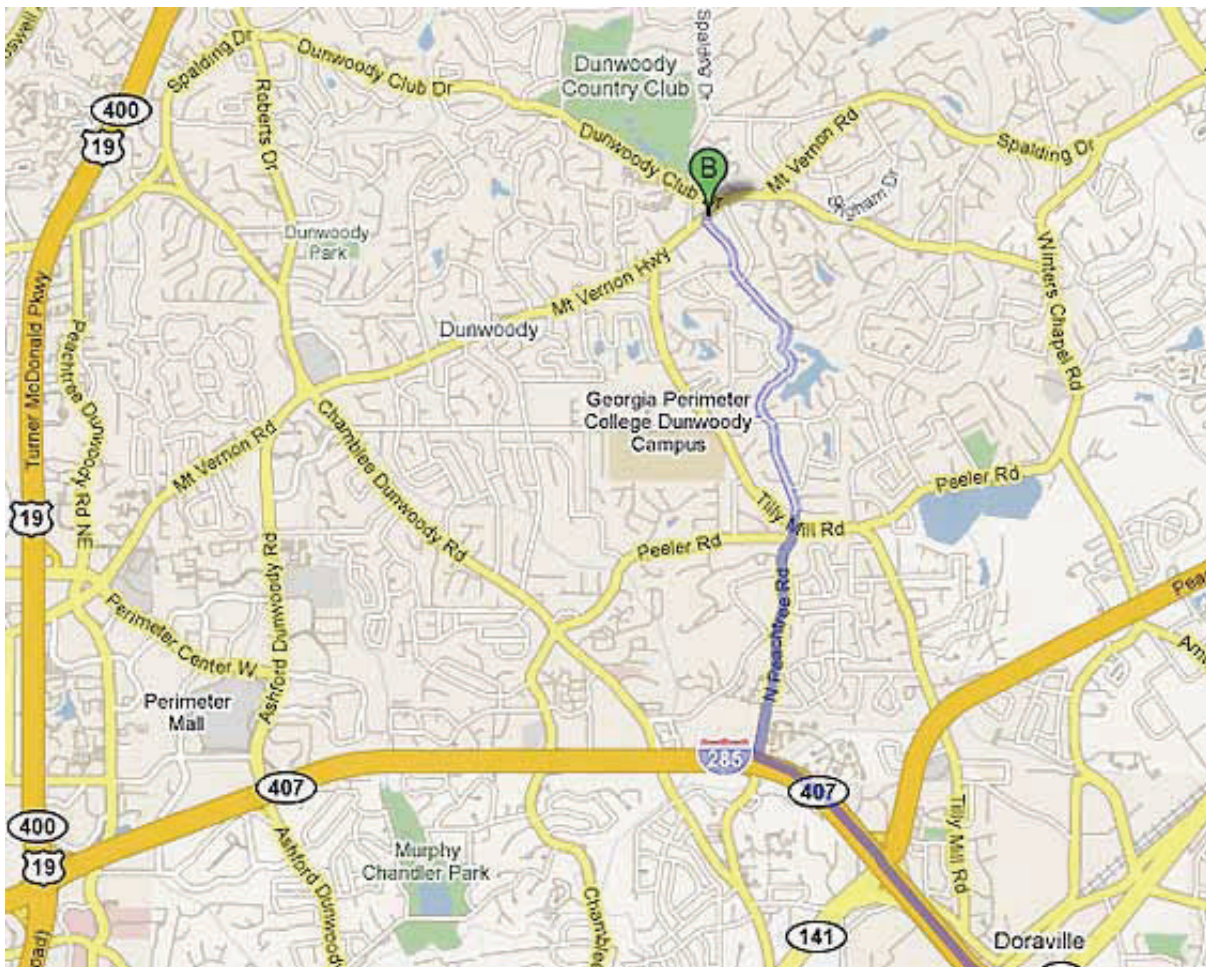 Spalding Dr
Dunwoody Club Dr
Roberts Dr
400
19
Dunwoody
Country Club
Spalding Dr
Dunwoody Club
B
Mt Vernon Rd
Spalding Dr
Dunwoody
Park
Mt Vernon Hwy
Winters Chapel Rd
Turner McDonald Pkwy
Peachtree Dunwoody Rd NE
Dunwoody
Mt Vernon Rd
Chamblee Dunwoody Rd
Georgia Perimeter
College Dunwoody
Campus
19
Tilly Mill Rd
Peeler Rd
Peeler Rd
Ashford Dunwoody Rd
Perimeter Center W
N Peachtree Rd
Perimeter
Mall
285
407
407
400
19
Ashford Dunwoody
Murphy
Chandler Park
Tilly Mill Rd
141
Doraville